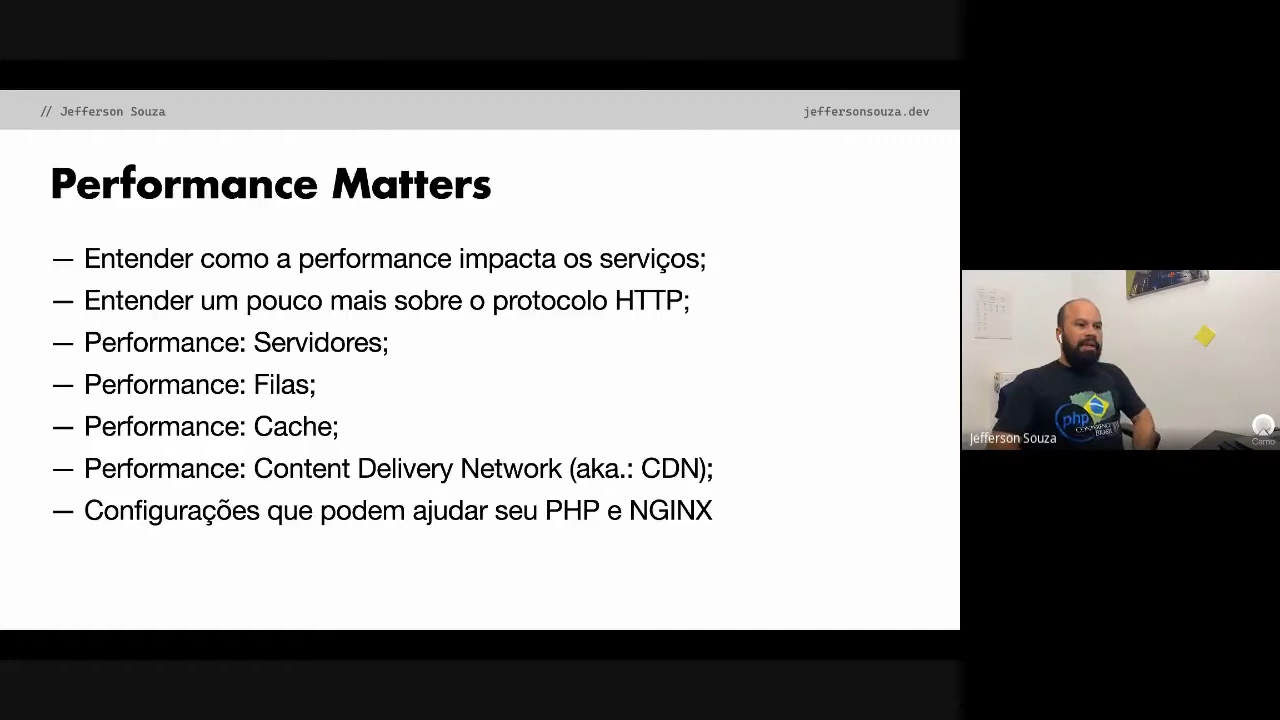 // Jefferson Souza
jeffersonsouza.dev
Performance Matters
— Entender como a performance impacta os serviços;
— Entender um pouco mais sobre o protocolo HTTP;
— Performance: Servidores;
— Performance: Filas;
— Performance: Cache;
— Performance: Content Delivery Network (aka.: CDN);
— Configurações que podem ajudar seu PHP e NGINX
php
Jefferson Souza
Camo